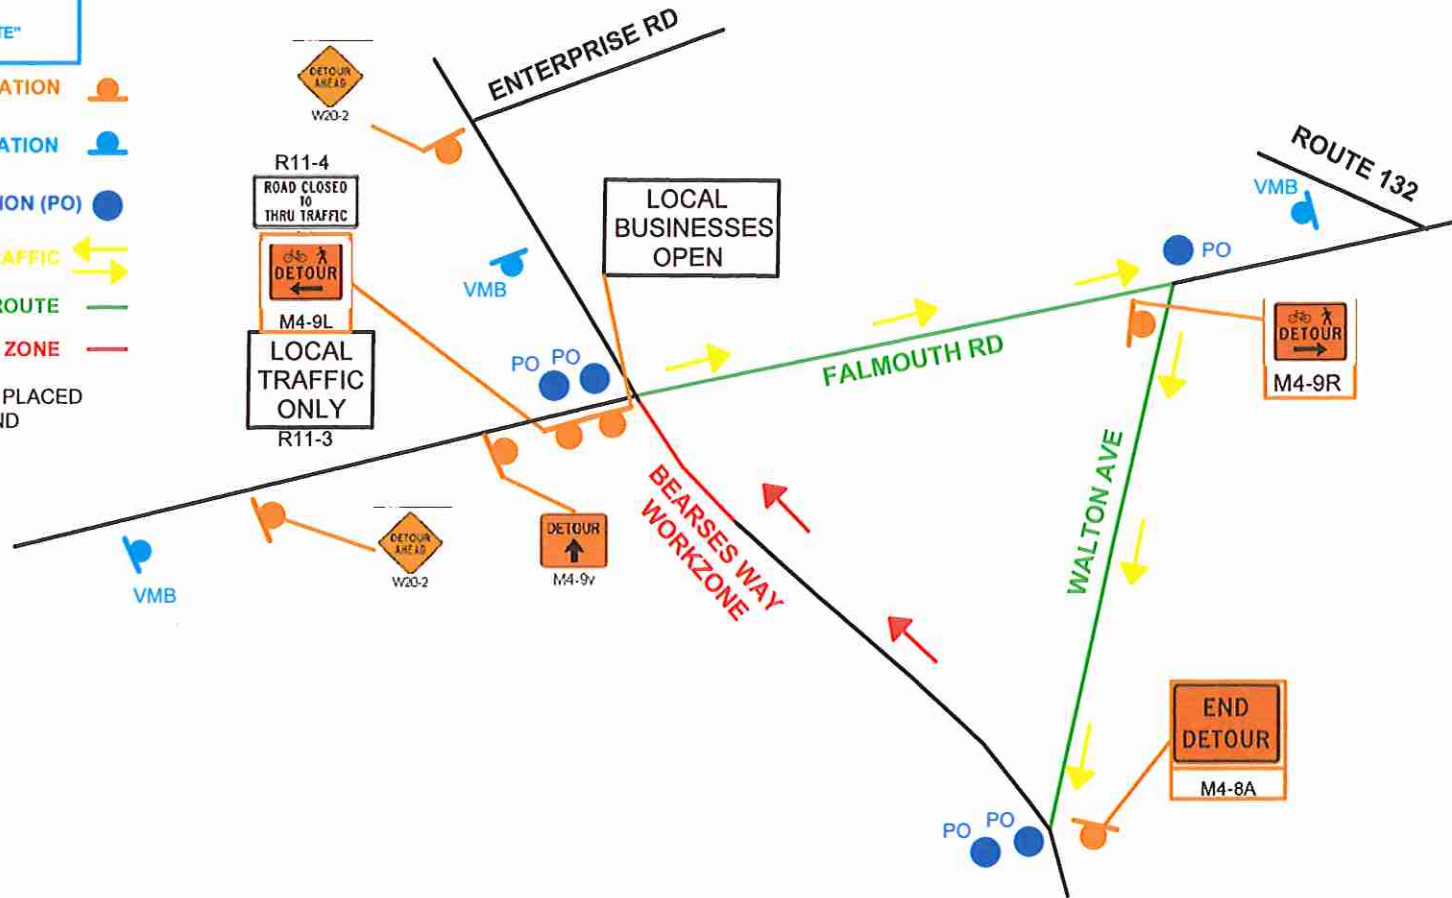 TE"
ATION
ATION
ION (PO)
AFFIC
ROUTE
ZONE
PLACED
ND
DETOUR
AHEAD
W20-2
ENTERPRISE RD
R11-4
ROAD CLOSED
TO
THRU TRAFFIC
DETOUR
M4-9L
LOCAL
TRAFFIC
ONLY
R11-3
VMB
LOCAL
BUSINESSES
OPEN
PO PO
FALMOUTH RD
ROUTE 132
VMB
PO
DETOUR
M4-9R
VMB
DETOUR
AHEAD
W20-2
DETOUR
M4-9v
BEARSES WAY
WORKZONE
WALTON AVE
END
DETOUR
M4-8A
PO PO